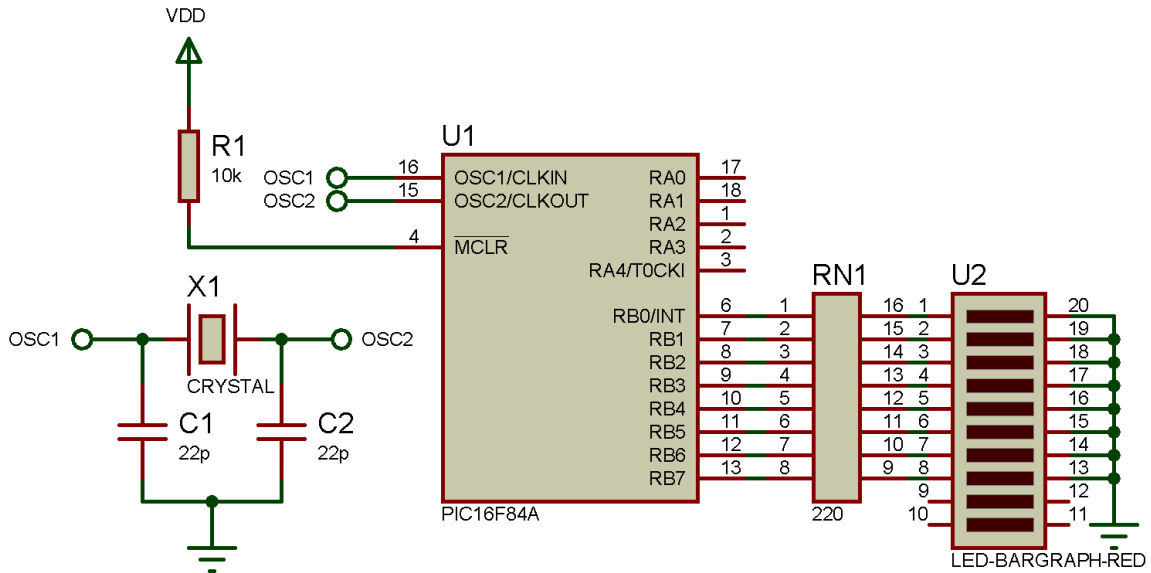 VDD
R1
10k
U1
OSC1
16
OSC1/CLKIN
RA0
17
OSC2
15
OSC2/CLKOUT
RA1
18
RA2
1
4
MCLR
RA3
2
RA4/T0CKI
3
X1
OSC1
OSC2
CRYSTAL
C1
22p
C2
22p
RN1
U2
RB0/INT
6
1
16
1
20
RB1
7
2
15
2
19
RB2
8
3
14
3
18
RB3
9
4
13
4
17
RB4
10
5
12
5
16
RB5
11
6
11
6
15
RB6
12
7
10
7
14
RB7
13
8
9
8
13
9
12
10
11
PIC16F84A
220
LED-BARGRAPH-RED